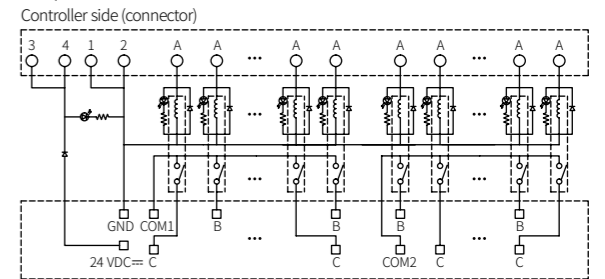 Controller side (connector)
3 4 1 2 A A ... A A A A ... A A
... ...
... ...
GND COM1 B B B B
... ...
24 VDC⎓ C C COM2 C C